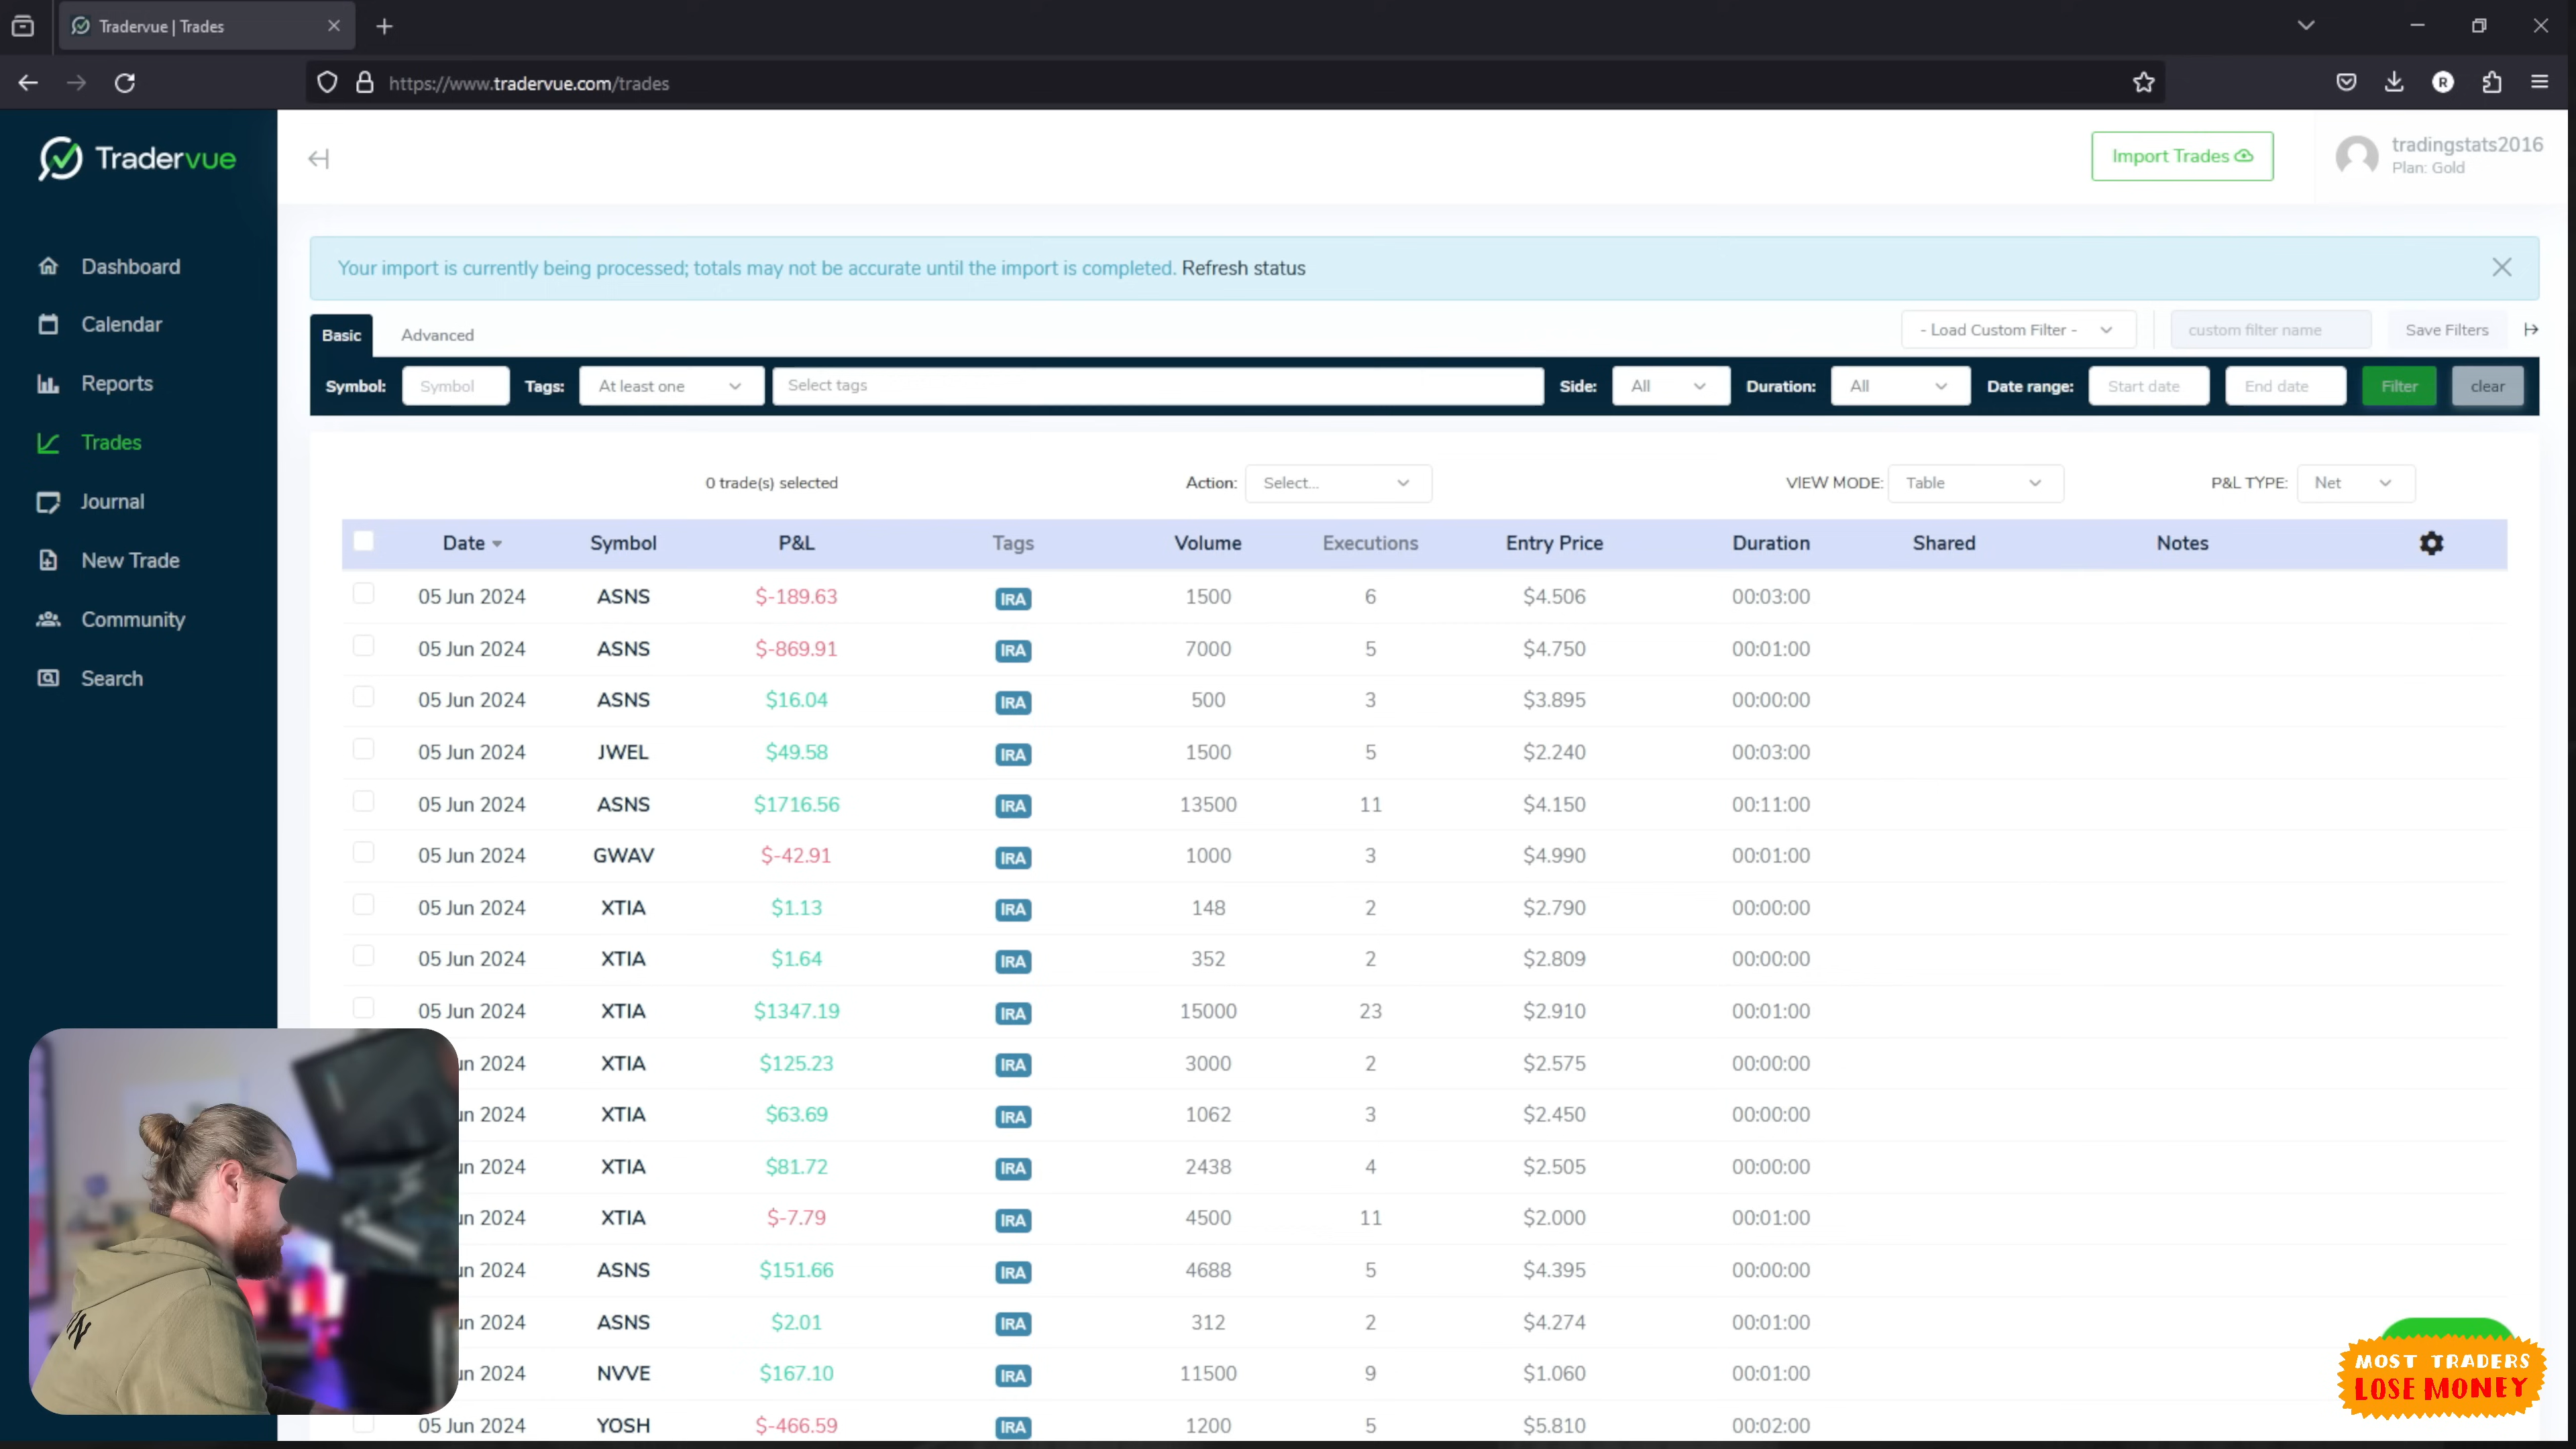 Tradervue | Trades
https://www.tradervue.com/trades
R
Tradervue
Import Trades
tradingstats2016
Plan: Gold
Dashboard
Calendar
Reports
Trades
Journal
New Trade
Community
Search
Your import is currently being processed; totals may not be accurate until the import is completed. Refresh status
Basic Advanced - Load Custom Filter - custom filter name Save Filters
Symbol: Symbol Tags: At least one Select tags Side: All Duration: All Date range: Start date End date Filter clear
0 trade(s) selected Action: Select... VIEW MODE: Table P&L TYPE: Net
Date Symbol P&L Tags Volume Executions Entry Price Duration Shared Notes
05 Jun 2024 ASNS $-189.63 IRA 1500 6 $4.506 00:03:00
05 Jun 2024 ASNS $-869.91 IRA 7000 5 $4.750 00:01:00
05 Jun 2024 ASNS $16.04 IRA 500 3 $3.895 00:00:00
05 Jun 2024 JWEL $49.58 IRA 1500 5 $2.240 00:03:00
05 Jun 2024 ASNS $1716.56 IRA 13500 11 $4.150 00:11:00
05 Jun 2024 GWAV $-42.91 IRA 1000 3 $4.990 00:01:00
05 Jun 2024 XTIA $1.13 IRA 148 2 $2.790 00:00:00
05 Jun 2024 XTIA $1.64 IRA 352 2 $2.809 00:00:00
05 Jun 2024 XTIA $1347.19 IRA 15000 23 $2.910 00:01:00
un 2024 XTIA $125.23 IRA 3000 2 $2.575 00:00:00
un 2024 XTIA $63.69 IRA 1062 3 $2.450 00:00:00
un 2024 XTIA $81.72 IRA 2438 4 $2.505 00:00:00
un 2024 XTIA $-7.79 IRA 4500 11 $2.000 00:01:00
un 2024 ASNS $151.66 IRA 4688 5 $4.395 00:00:00
un 2024 ASNS $2.01 IRA 312 2 $4.274 00:01:00
un 2024 NVVE $167.10 IRA 11500 9 $1.060 00:01:00
05 Jun 2024 YOSH $-466.59 IRA 1200 5 $5.810 00:02:00
MOST TRADERS
LOSE MONEY